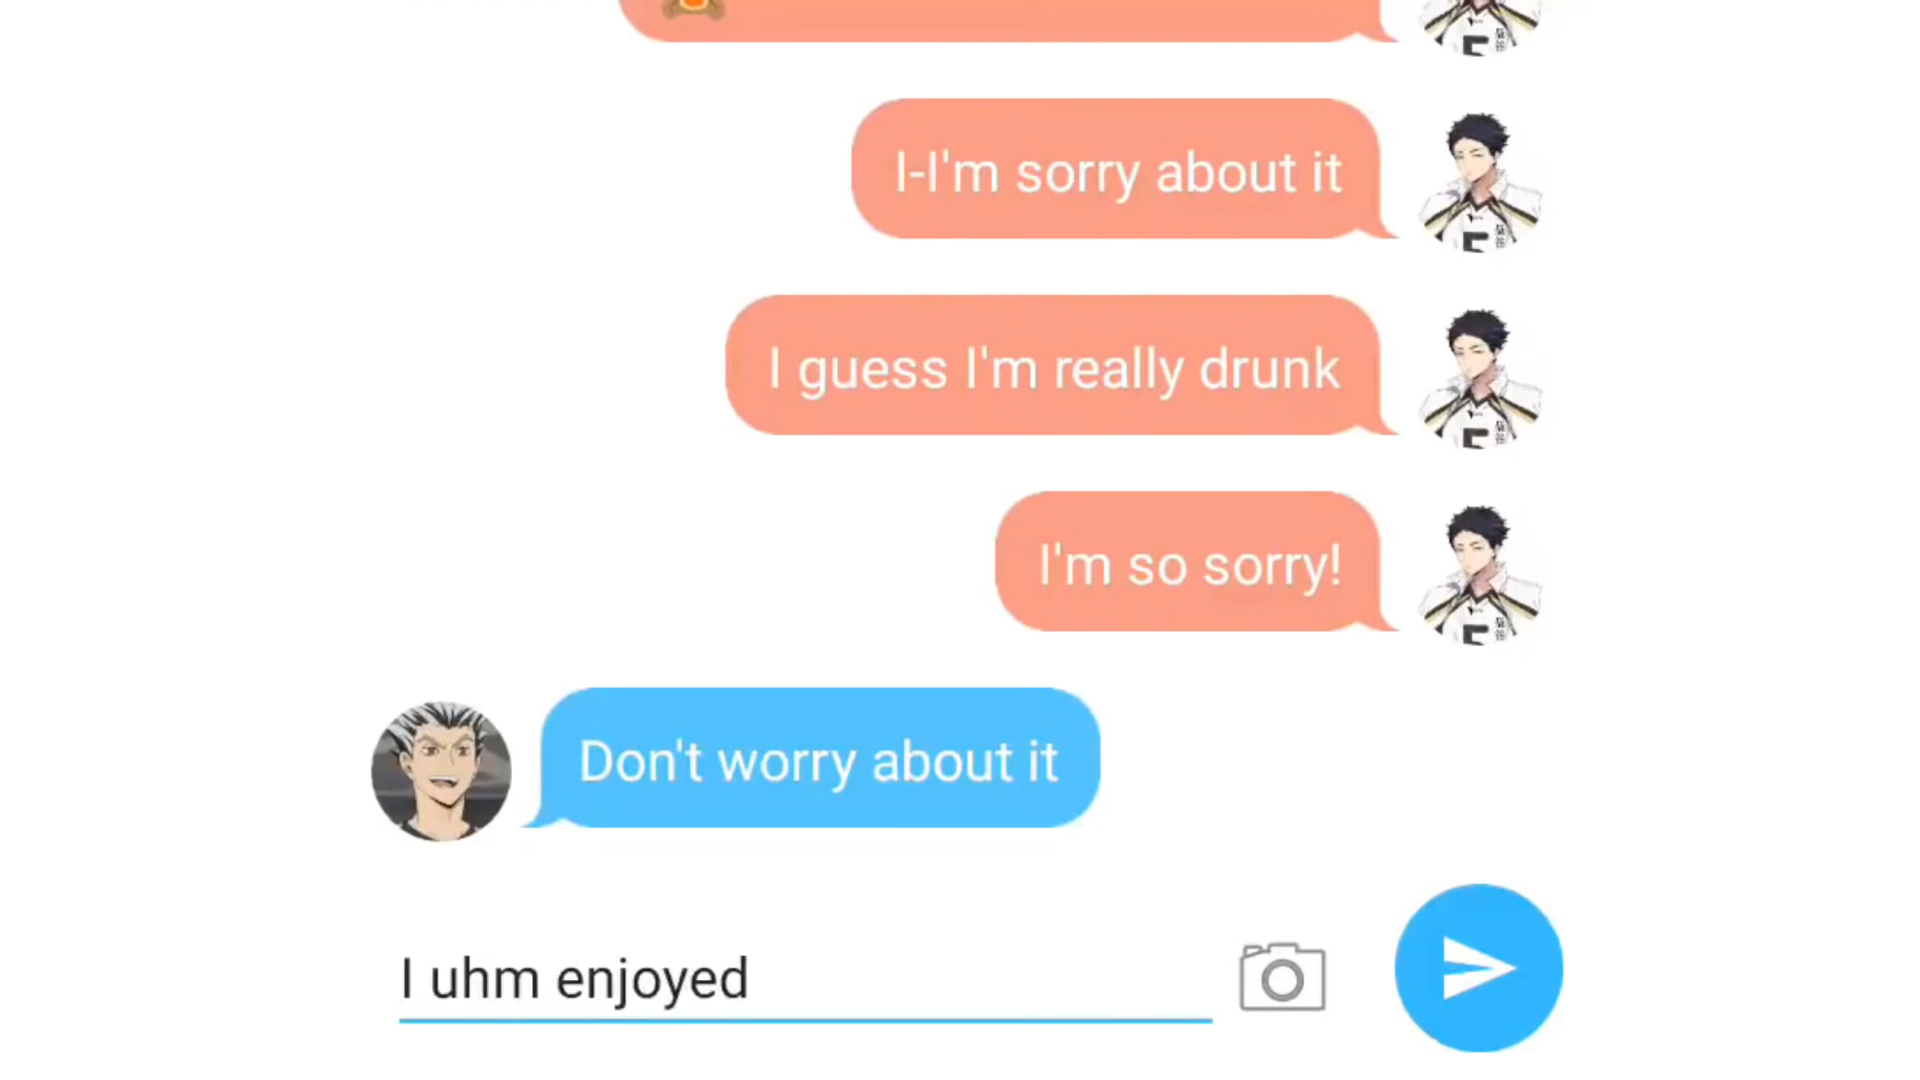 I-I'm sorry about it
I guess I'm really drunk
I'm so sorry!
Don't worry about it
I uhm enjoyed